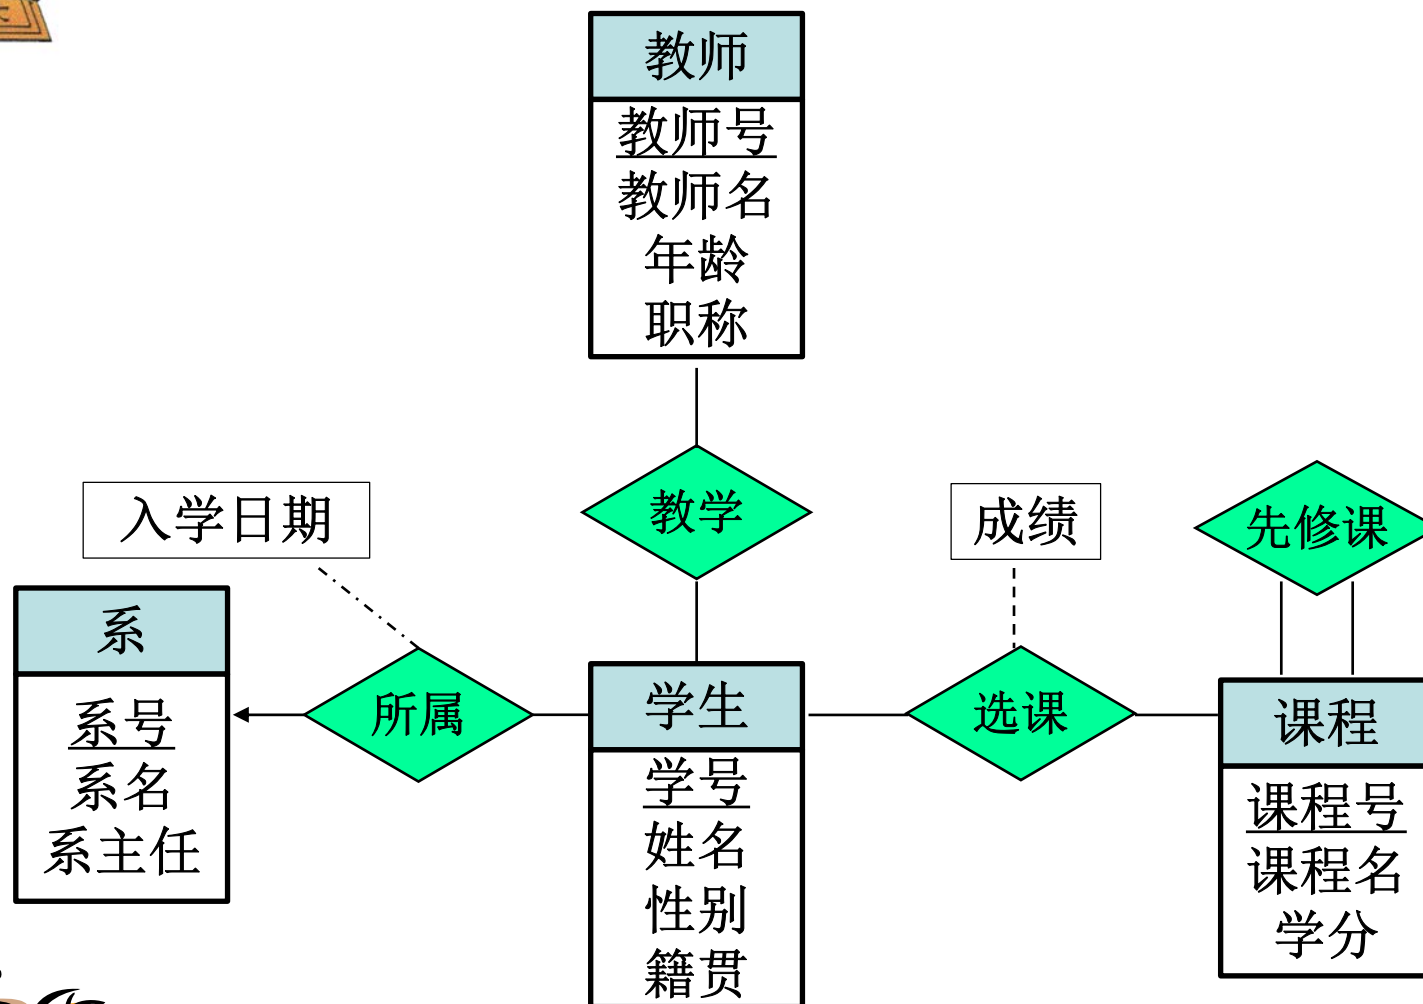 教师
教师号
教师名
年龄
职称
教学
入学日期
成绩
先修课
系
系号
系名
系主任
所属
学生
学号
姓名
性别
籍贯
选课
课程
课程号
课程名
学分